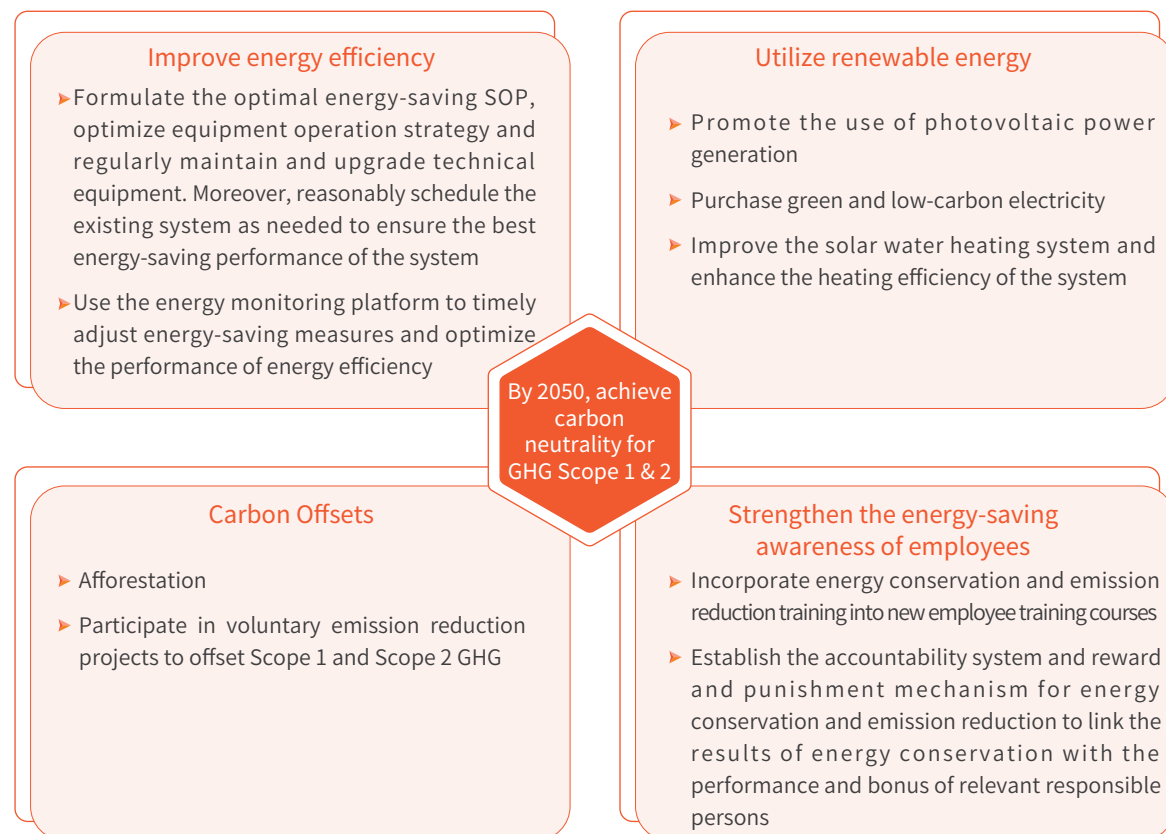 Improve energy efficiency
Formulate the optimal energy-saving SOP,
optimize equipment operation strategy and
regularly maintain and upgrade technical
equipment. Moreover, reasonably schedule the
existing system as needed to ensure the best
energy-saving performance of the system
Use the energy monitoring platform to timely
adjust energy-saving measures and optimize
the performance of energy efficiency
Utilize renewable energy
Promote the use of photovoltaic power
generation
Purchase green and low-carbon electricity
Improve the solar water heating system and
enhance the heating efficiency of the system
By 2050, achieve
carbon
neutrality for
GHG Scope 1 & 2
Carbon Offsets
Afforestation
Participate in voluntary emission reduction
projects to offset Scope 1 and Scope 2 GHG
Strengthen the energy-saving
awareness of employees
Incorporate energy conservation and emission
reduction training into new employee training courses
Establish the accountability system and reward
and punishment mechanism for energy
conservation and emission reduction to link the
results of energy conservation with the
performance and bonus of relevant responsible
persons